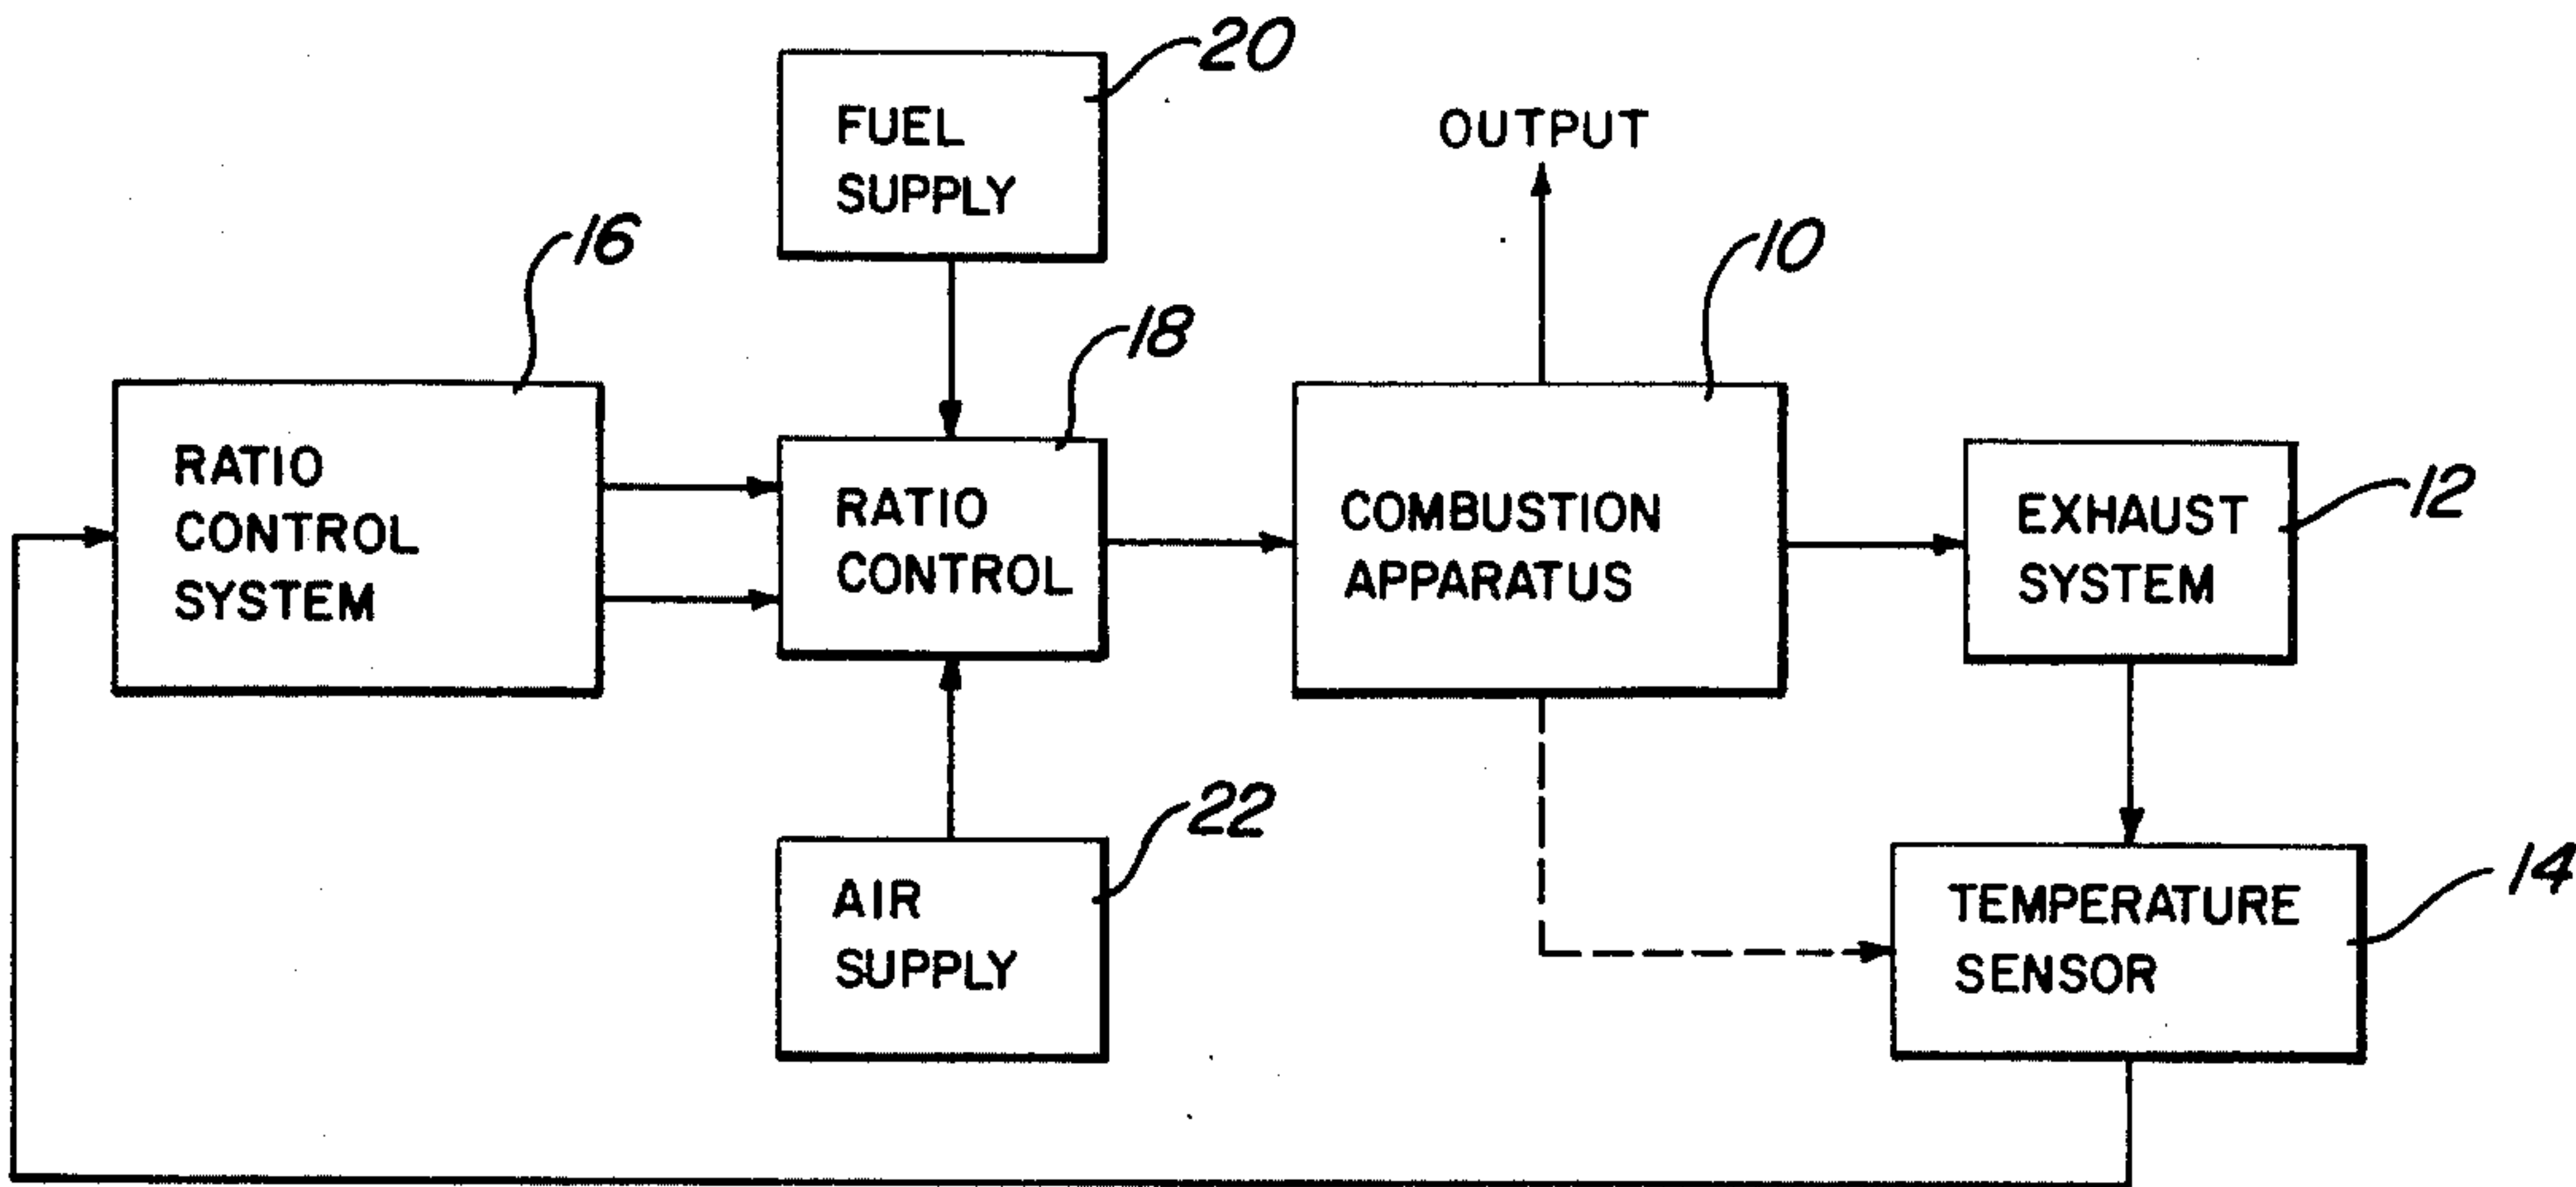 20
FUEL
SUPPLY
OUTPUT
16
10
18
RATIO
CONTROL
SYSTEM
RATIO
CONTROL
COMBUSTION
APPARATUS
EXHAUST
SYSTEM
12
22
AIR
SUPPLY
TEMPERATURE
SENSOR
14